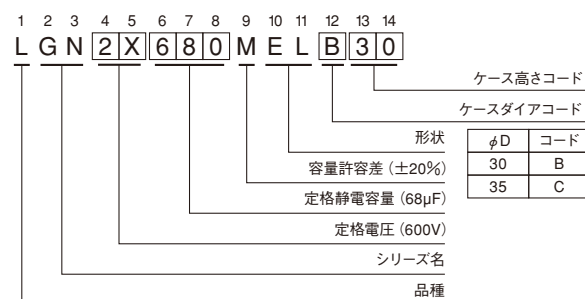 1 2 3 4 5 6 7 8 9 10 11 12 13 14
L G N 2 X 6 8 0 M E L B 3 0
ケース高さコード
ケースダイアコード
形状
容量許容差 (±20%)
定格静電容量 (68µF)
定格電圧 (600V)
シリーズ名
品種
φD コード
30 B
35 C